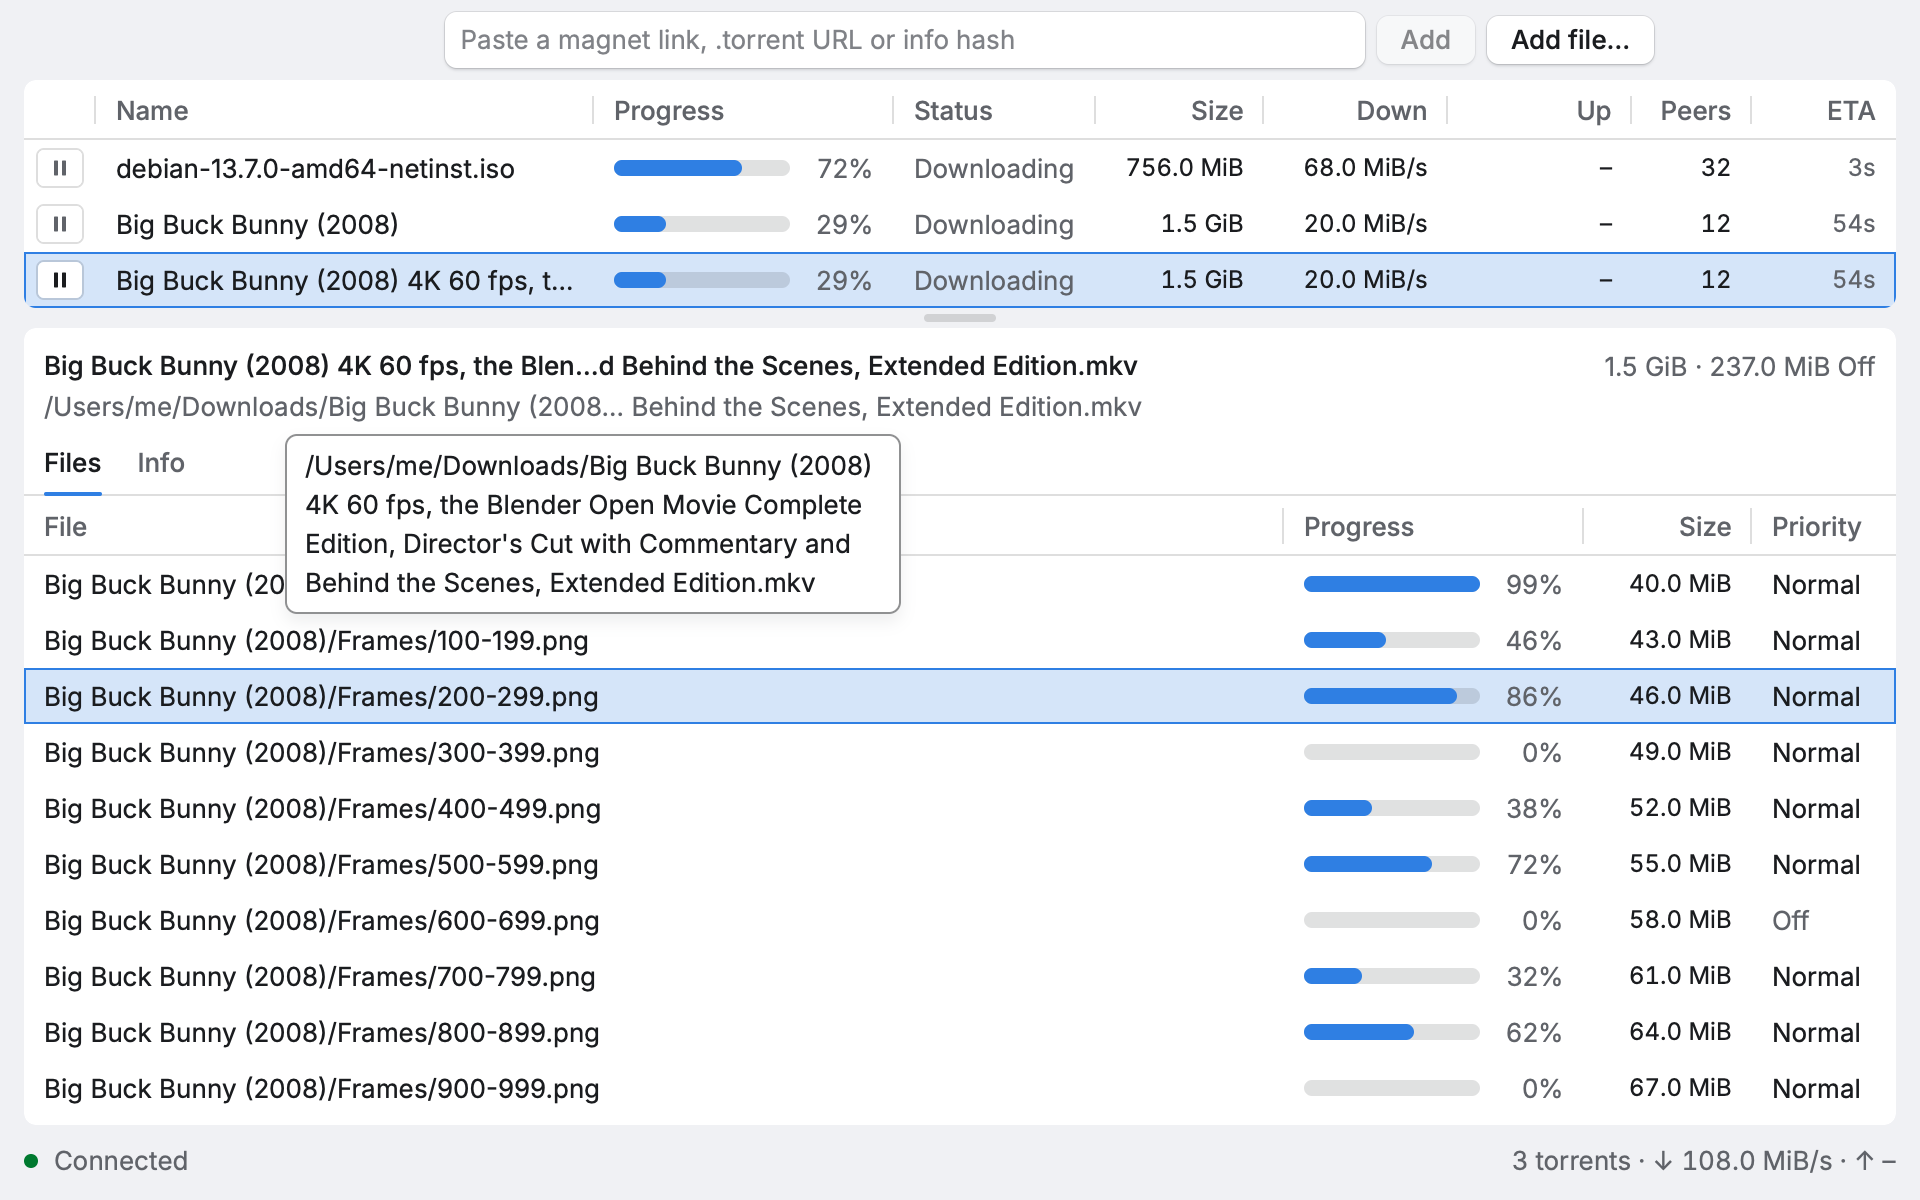 Paste a magnet link, .torrent URL or info hash Add Add file...
Name Progress Status Size Down Up Peers ETA
debian-13.7.0-amd64-netinst.iso 72% Downloading 756.0 MiB 68.0 MiB/s – 32 3s
Big Buck Bunny (2008) 29% Downloading 1.5 GiB 20.0 MiB/s – 12 54s
Big Buck Bunny (2008) 4K 60 fps, t... 29% Downloading 1.5 GiB 20.0 MiB/s – 12 54s
Big Buck Bunny (2008) 4K 60 fps, the Blen...d Behind the Scenes, Extended Edition.mkv 1.5 GiB · 237.0 MiB Off
/Users/me/Downloads/Big Buck Bunny (2008... Behind the Scenes, Extended Edition.mkv
Files Info
/Users/me/Downloads/Big Buck Bunny (2008)
4K 60 fps, the Blender Open Movie Complete
Edition, Director's Cut with Commentary and
Behind the Scenes, Extended Edition.mkv
File Progress Size Priority
Big Buck Bunny (20 99% 40.0 MiB Normal
Big Buck Bunny (2008)/Frames/100-199.png 46% 43.0 MiB Normal
Big Buck Bunny (2008)/Frames/200-299.png 86% 46.0 MiB Normal
Big Buck Bunny (2008)/Frames/300-399.png 0% 49.0 MiB Normal
Big Buck Bunny (2008)/Frames/400-499.png 38% 52.0 MiB Normal
Big Buck Bunny (2008)/Frames/500-599.png 72% 55.0 MiB Normal
Big Buck Bunny (2008)/Frames/600-699.png 0% 58.0 MiB Off
Big Buck Bunny (2008)/Frames/700-799.png 32% 61.0 MiB Normal
Big Buck Bunny (2008)/Frames/800-899.png 62% 64.0 MiB Normal
Big Buck Bunny (2008)/Frames/900-999.png 0% 67.0 MiB Normal
Connected 3 torrents · ↓ 108.0 MiB/s · ↑ –